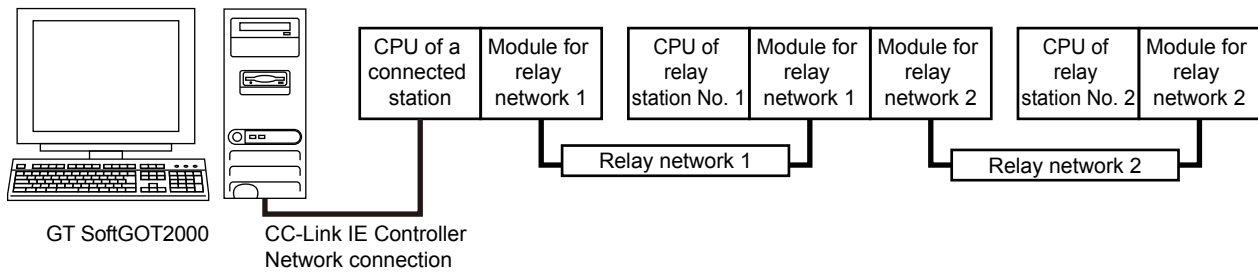 CPU of a
connected
station
Module for
relay
network 1
CPU of
relay
station No. 1
Module for
relay
network 1
Module for
relay
network 2
CPU of
relay
station No. 2
Module for
relay
network 2
Relay network 1
Relay network 2
GT SoftGOT2000
CC-Link IE Controller
Network connection